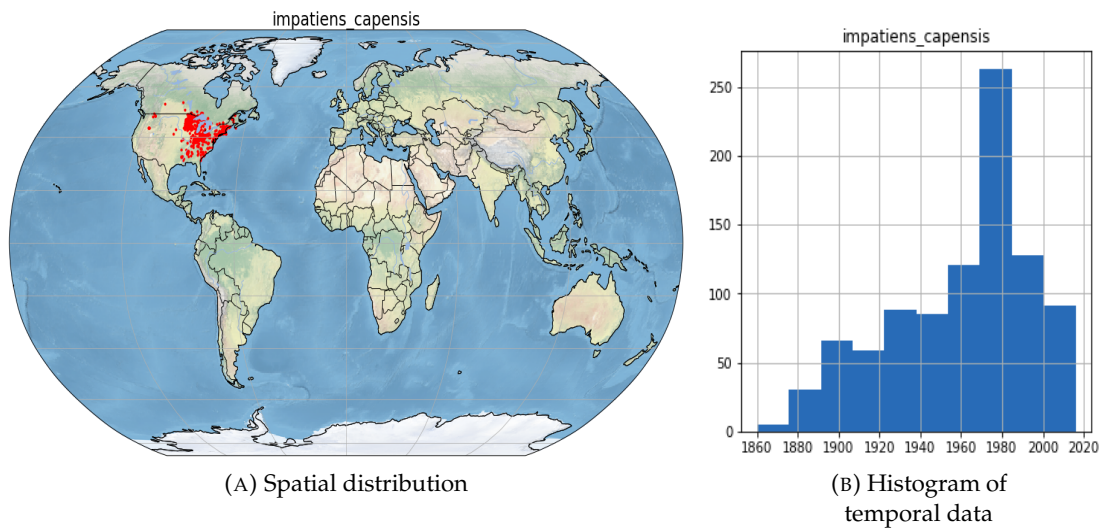 impatiens_capensis
(A) Spatial distribution
impatiens_capensis
250
200
150
100
50
0
1860 1880 1900 1920 1940 1960 1980 2000 2020
(B) Histogram of
temporal data